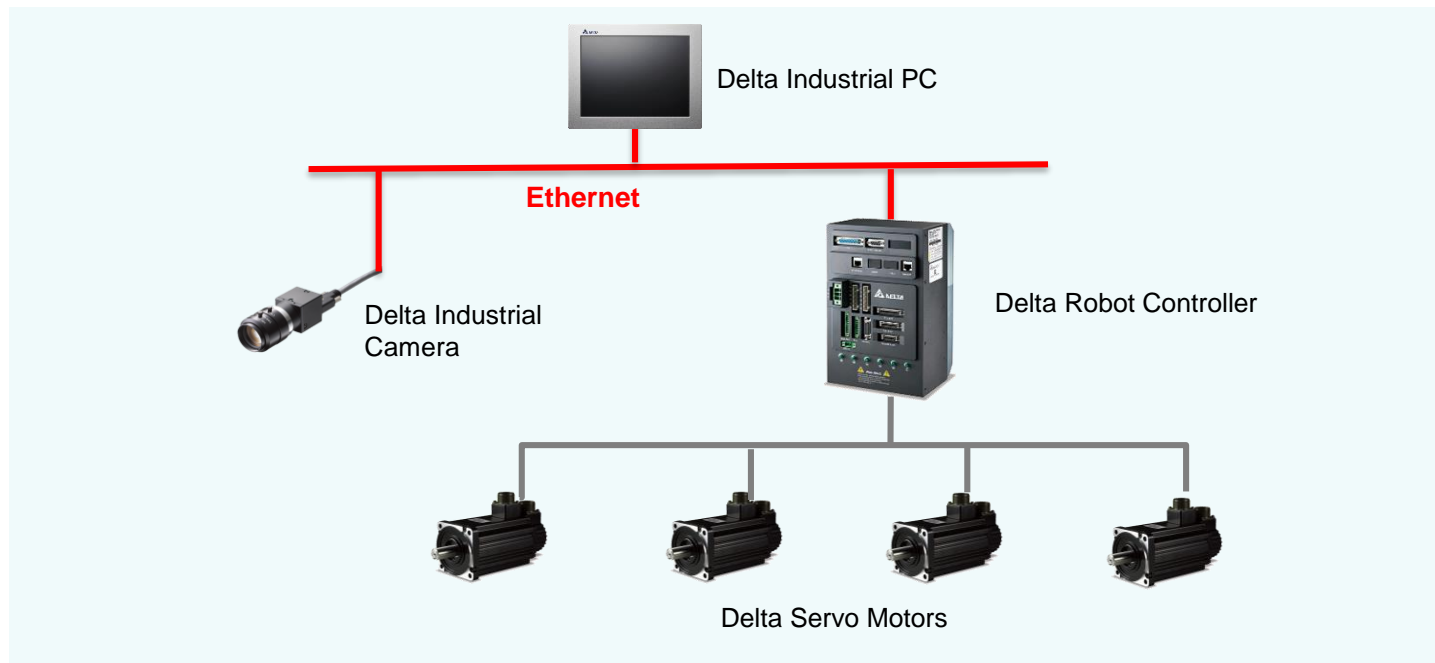 Delta Industrial PC
Ethernet
Delta Robot Controller
Delta Industrial
Camera
Delta Servo Motors